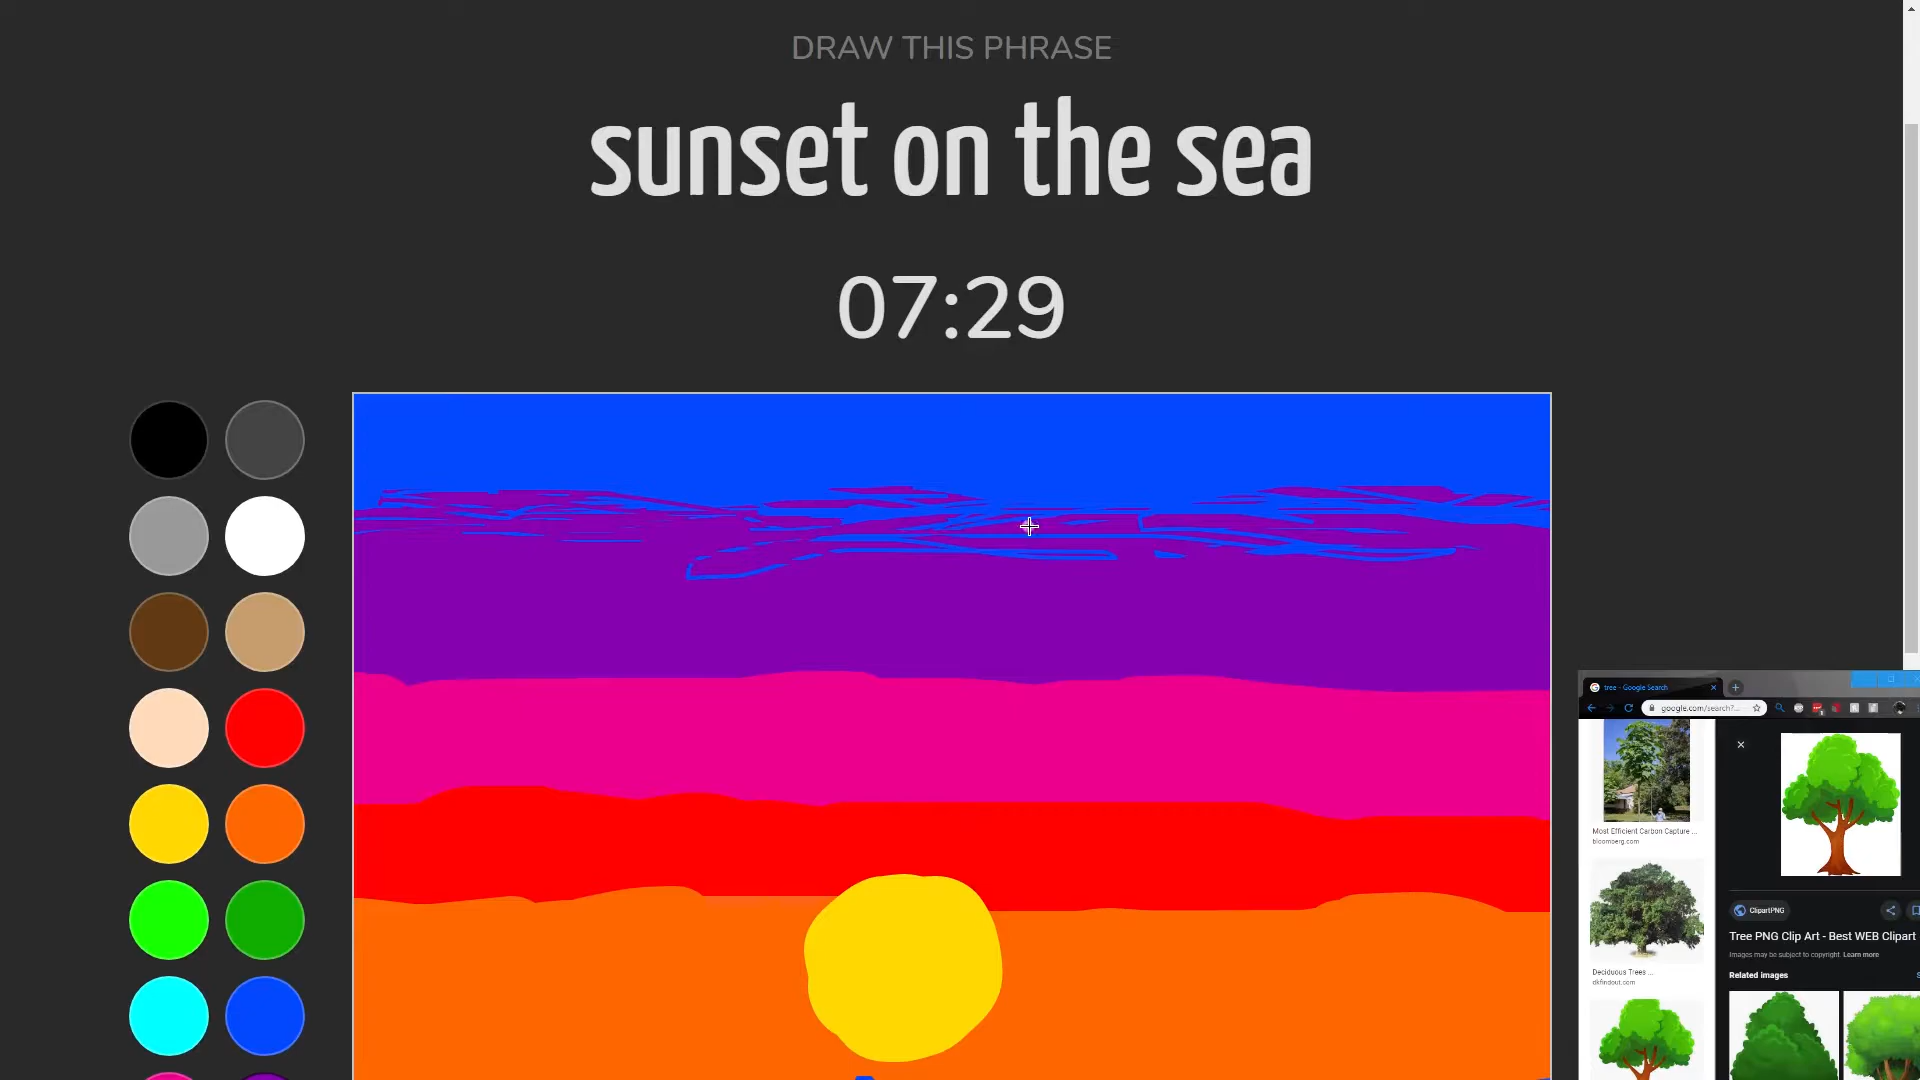 DRAW THIS PHRASE
sunset on the sea
07:29
tree - Google Search
google.com/search?...
Most Efficient Carbon Capture ...
bloomperg.com
Deciduous Trees ...
dkfindout.com
ClipartPNG
Tree PNG Clip Art - Best WEB Clipart
Images may be subject to copyright. Learn more
Related images